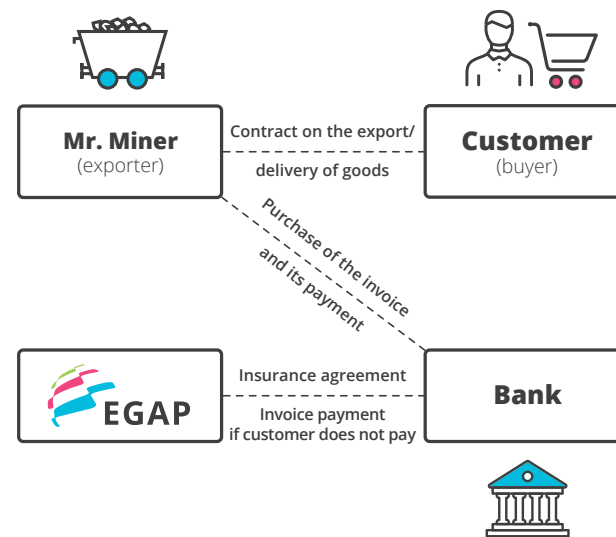 Mr. Miner
(exporter)
Contract on the export/
delivery of goods
Customer
(buyer)
Purchase of the invoice
and its payment
EGAP
Insurance agreement
Invoice payment
if customer does not pay
Bank